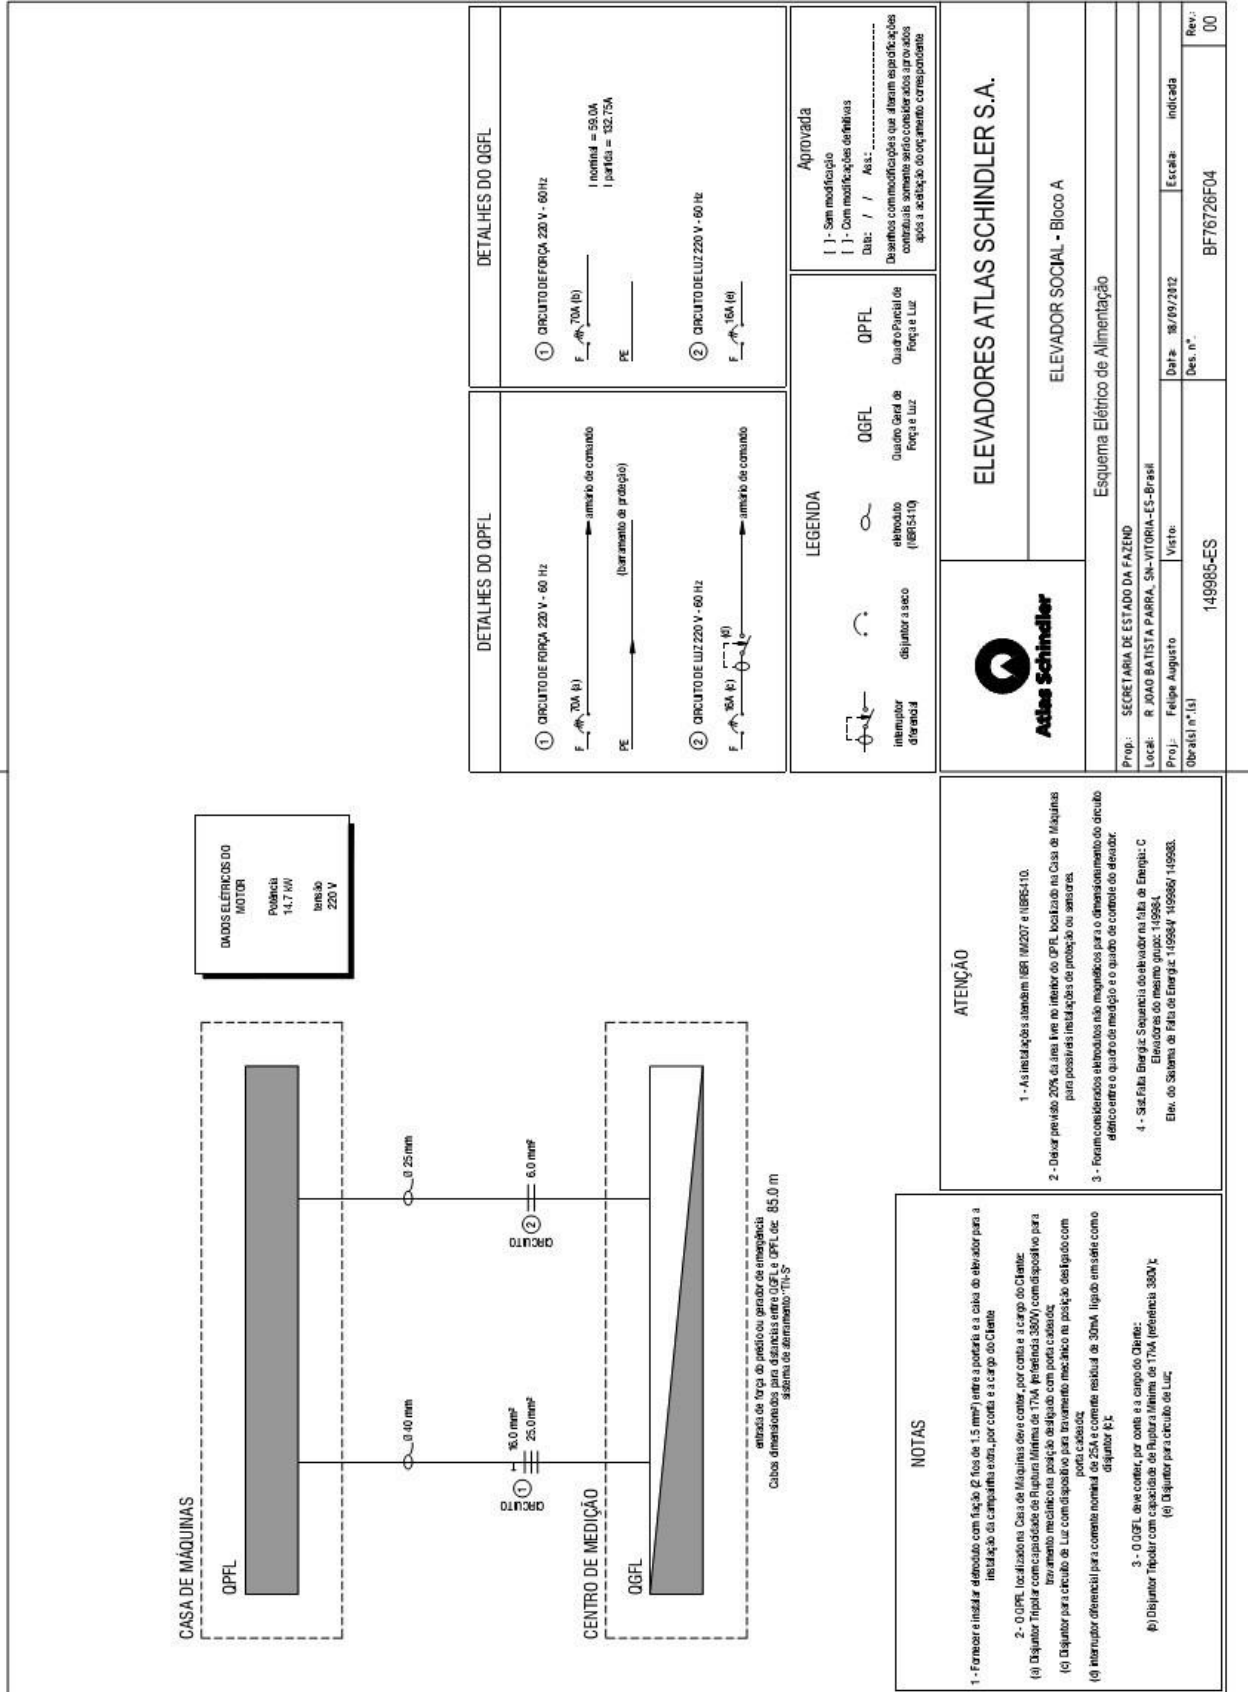 CASA DE MÁQUINAS
QPFL
Ø 40 mm
Ø 25 mm
CIRCUITO
1
16.0 mm²
25.0 mm²
CIRCUITO
2
6.0 mm²
CENTRO DE MEDIÇÃO
QGFL
entrada de força do prédio ou gerador de emergência
Cabos dimensionados para distancias entre QGFL e QPFL de: 85.0 m
sistema de aterramento "TN-S"
DADOS ELÉTRICOS DO
MOTOR
Potência
14.7 kW
tensão
220 V
DETALHES DO QPFL
1 CIRCUITO DE FORÇA 220 V - 60 Hz
F 70A (a) armário de comando
PE (barramento de proteção)
2 CIRCUITO DE LUZ 220 V - 60 Hz
F 16A (c) (d) armário de comando
DETALHES DO QGFL
1 CIRCUITO DE FORÇA 220 V - 60Hz
F 70A (b)
I nominal = 59.0A
I partida = 132.75A
PE
2 CIRCUITO DE LUZ 220 V - 60 Hz
F 16A (e)
LEGENDA
interruptor
diferencial
disjuntor a seco
eletroduto
(NBR5410)
QGFL
Quadro Geral de
Força e Luz
QPFL
Quadro Parcial de
Força e Luz
Aprovada
[ ] - Sem modificação
[ ] - Com modificações definitivas
Data: / / Ass.:
Desenhos com modificações que alteram especificações
contratuais somente serão considerados aprovados
após a aceitação do orçamento correspondente
NOTAS
1 - Fornecer e instalar eletroduto com fiação (2 fios de 1.5 mm²) entre a portaria e a caixa do elevador para a
instalação da campainha extra, por conta e a cargo do Cliente
2 - O QPFL localizado na Casa de Máquinas deve conter, por conta e a cargo do Cliente:
(a) Disjuntor Tripolar com capacidade de Ruptura Mínima de 17kA (referência 380V) com dispositivo para
travamento mecânico na posição desligado com porta cadeado;
(c) Disjuntor para circuito de Luz com dispositivo para travamento mecânico na posição desligado com
porta cadeado;
(d) interruptor diferencial para corrente nominal de 25A e corrente residual de 30mA ligado em série com o
disjuntor (c);
3 - O QGFL deve conter, por conta e a cargo do Cliente:
(b) Disjuntor Tripolar com capacidade de Ruptura Mínima de 17kA (referência 380V);
(e) Disjuntor para circuito de Luz;
ATENÇÃO
1 - As instalações atendem NBR NM207 e NBR5410.
2 - Deixar previsto 20% da área livre no interior do QPFL localizado na Casa de Máquinas
para possíveis instalações de proteção ou sensores.
3 - Foram considerados eletrodutos não magnéticos para o dimensionamento do circuito
elétrico entre o quadro de medição e o quadro de controle do elevador.
4 - Sist.Falta Energia: Sequencia do elevador na falta de Energia: C
Elevadores do mesmo grupo: 149984.
Elev. do Sistema de Falta de Energia: 149984/ 149986/ 149983.
Atlas Schindler
ELEVADORES ATLAS SCHINDLER S.A.
ELEVADOR SOCIAL - Bloco A
Esquema Elétrico de Alimentação
Prop.: SECRETARIA DE ESTADO DA FAZEND
Local: R JOAO BATISTA PARRA, SN-VITORIA-ES-Brasil
Proj.: Felipe Augusto Visto: Data: 18/09/2012 Escala: indicada
Obra(s) n°.(s) 149985-ES Des. n°. BF76726F04 Rev.: 00